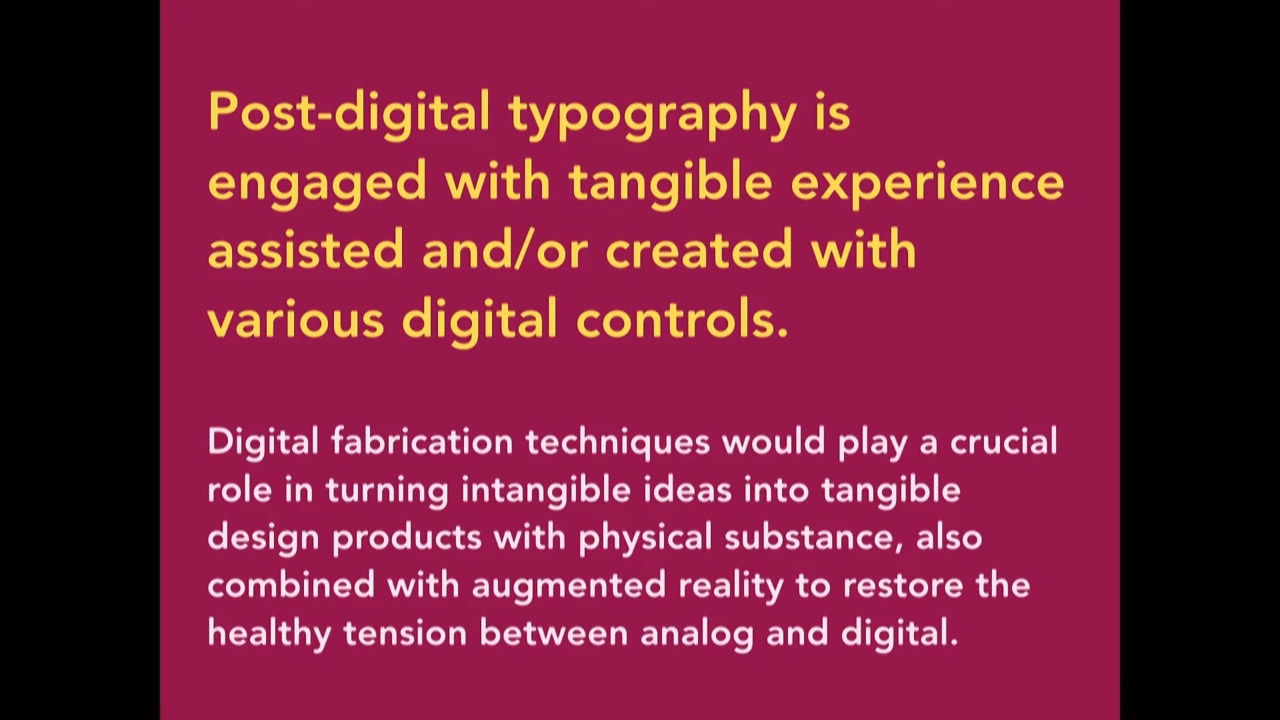 Post-digital typography is
engaged with tangible experience
assisted and/or created with
various digital controls.
Digital fabrication techniques would play a crucial
role in turning intangible ideas into tangible
design products with physical substance, also
combined with augmented reality to restore the
healthy tension between analog and digital.